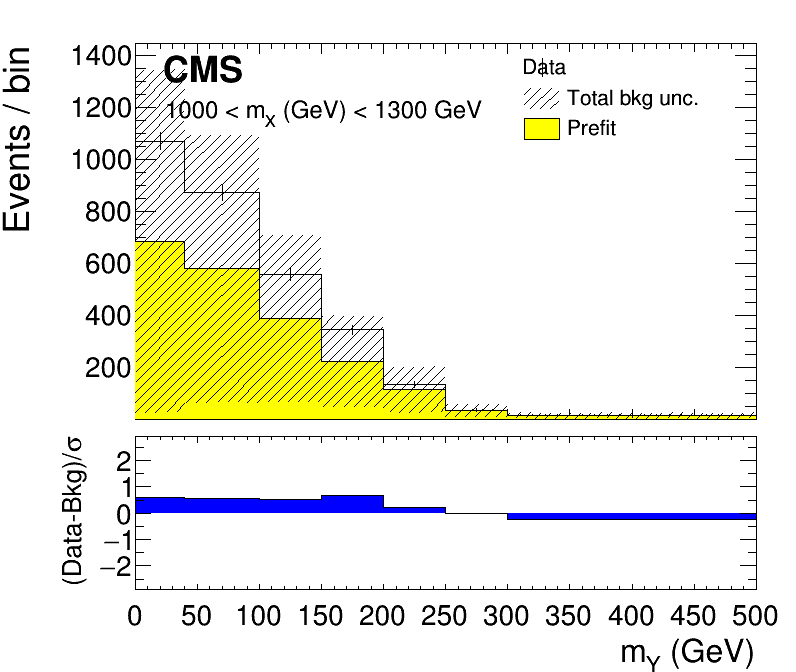 Events / bin
1400
1200
1000
800
600
400
200
CMS
1000 < mX (GeV) < 1300 GeV
Data
Total bkg unc.
Prefit
(Data-Bkg)/σ
2
1
0
−1
−2
0 50 100 150 200 250 300 350 400 450 500
mY (GeV)